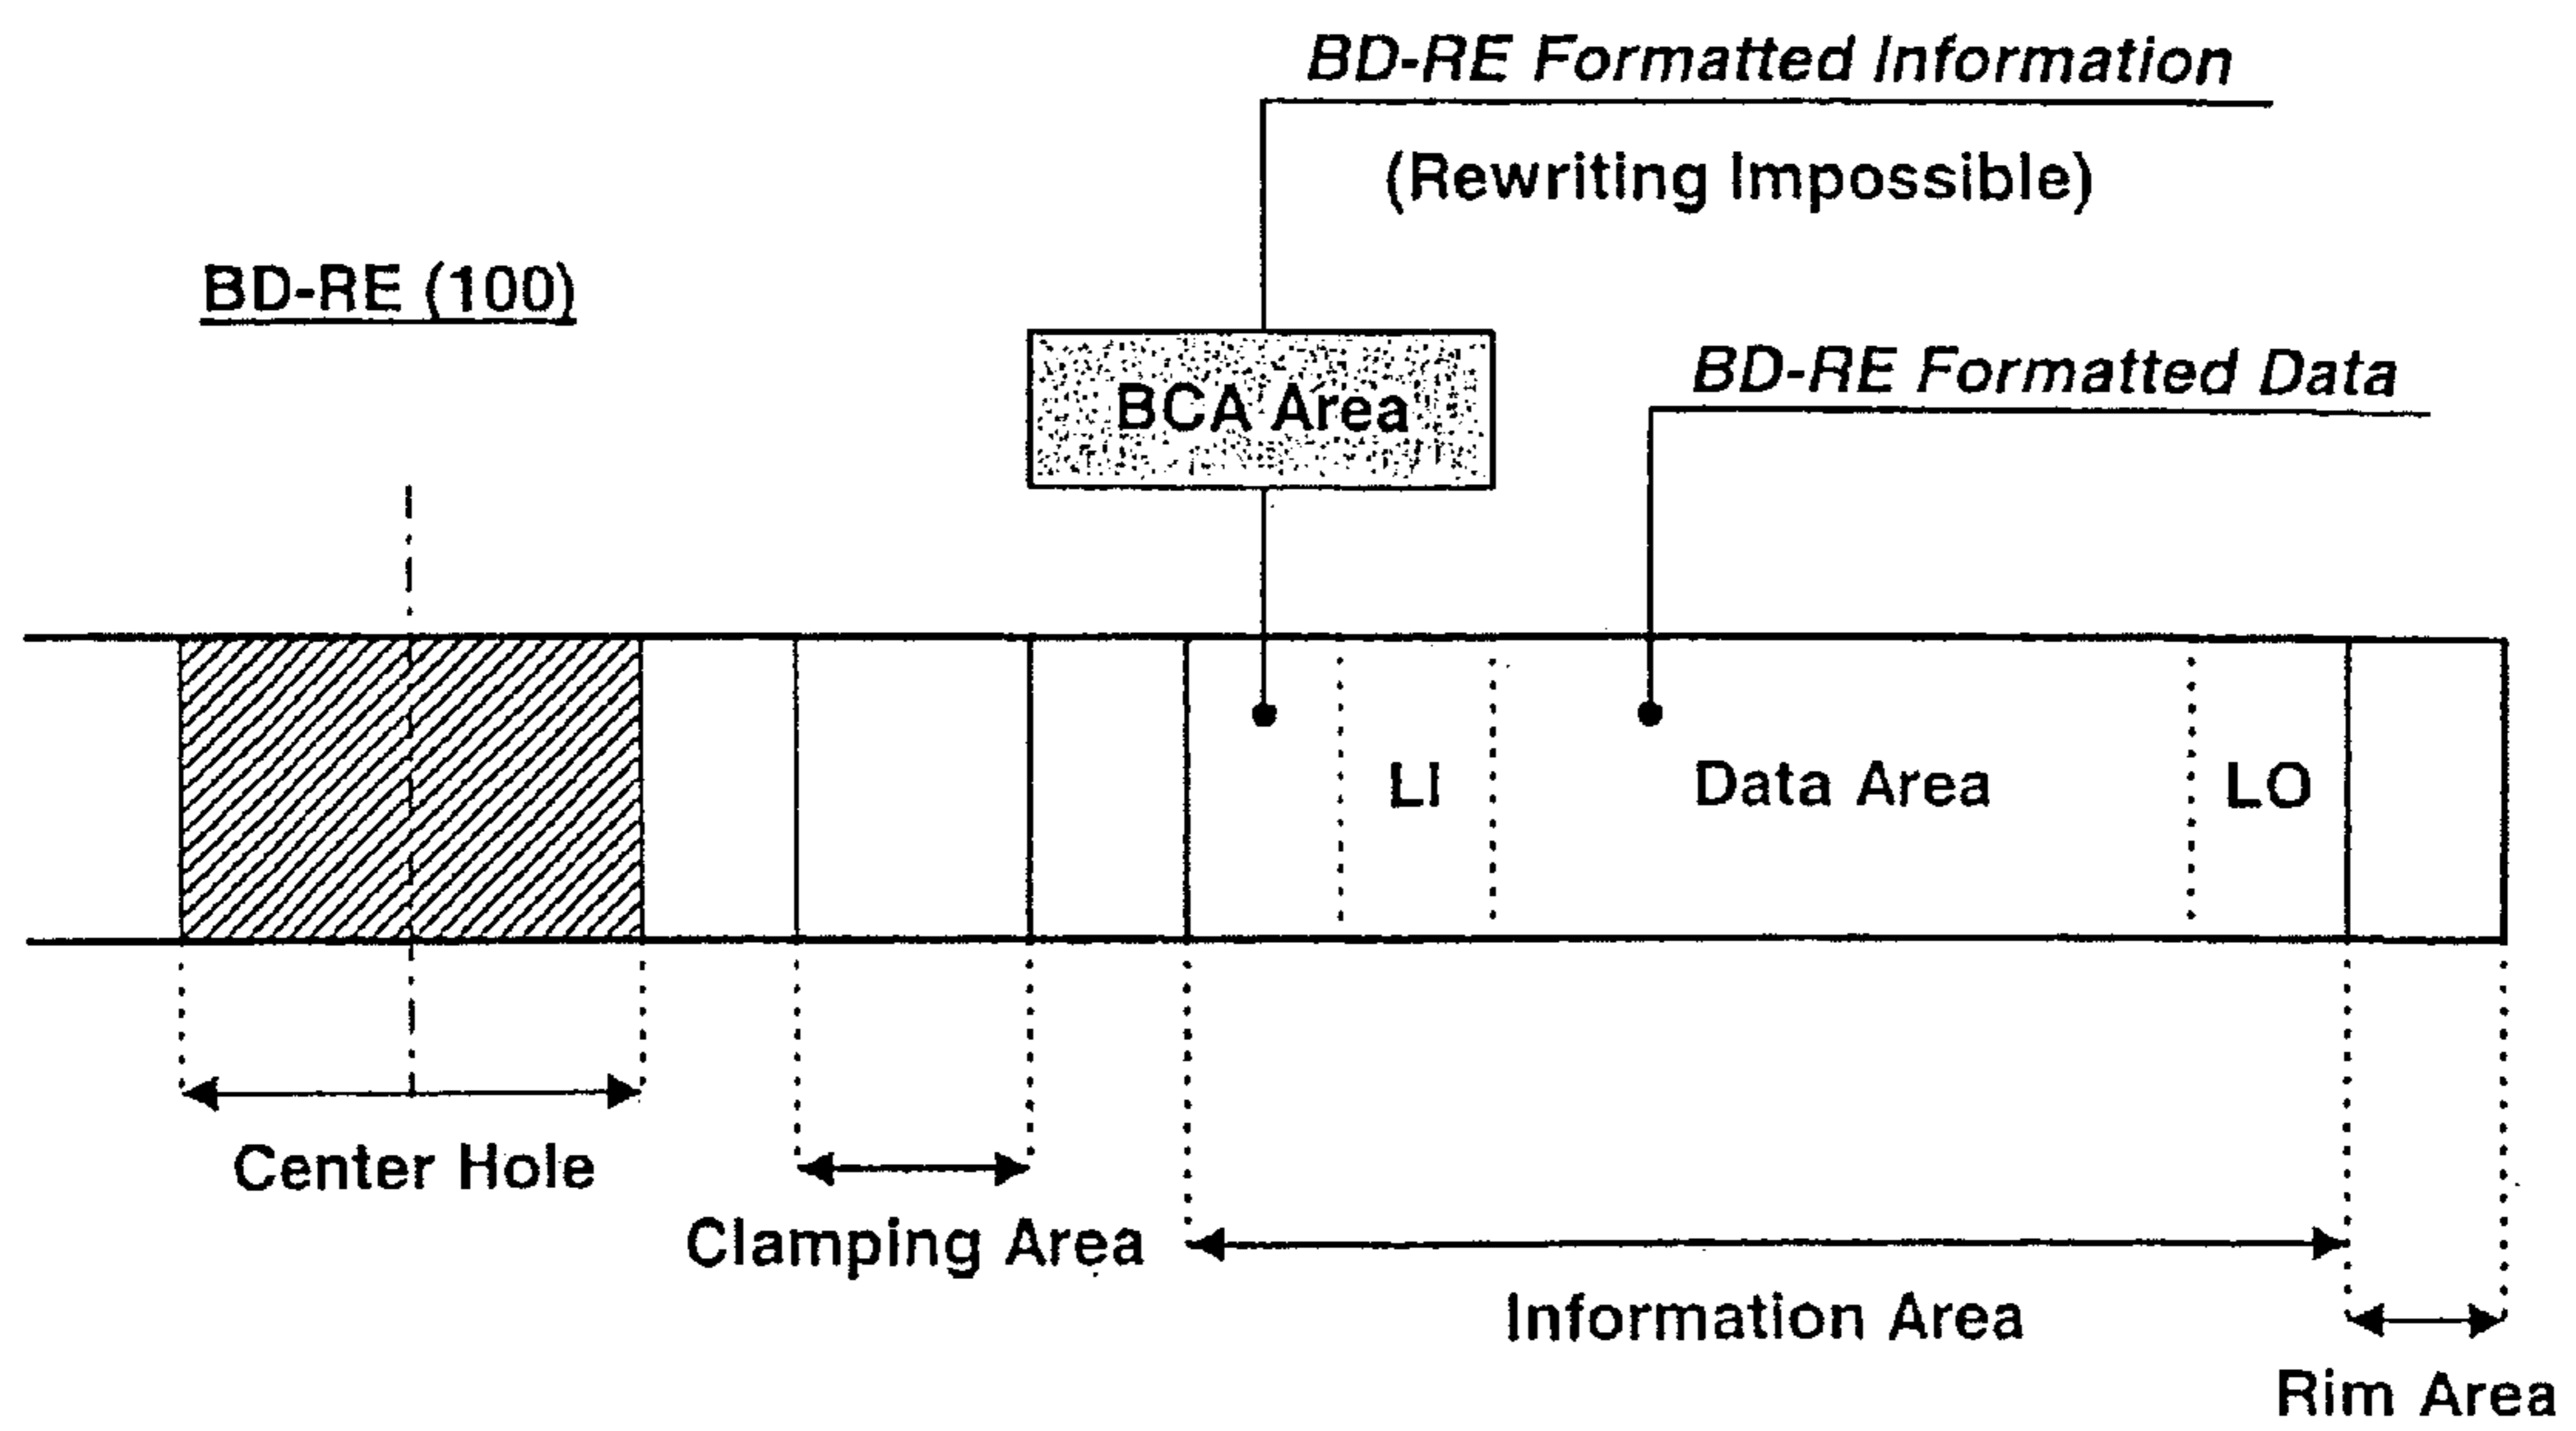 BD-RE Formatted Information
(Rewriting Impossible)
BD-RE (100)
BCA Area
BD-RE Formatted Data
LI
Data Area
LO
Center Hole
Clamping Area
Information Area
Rim Area